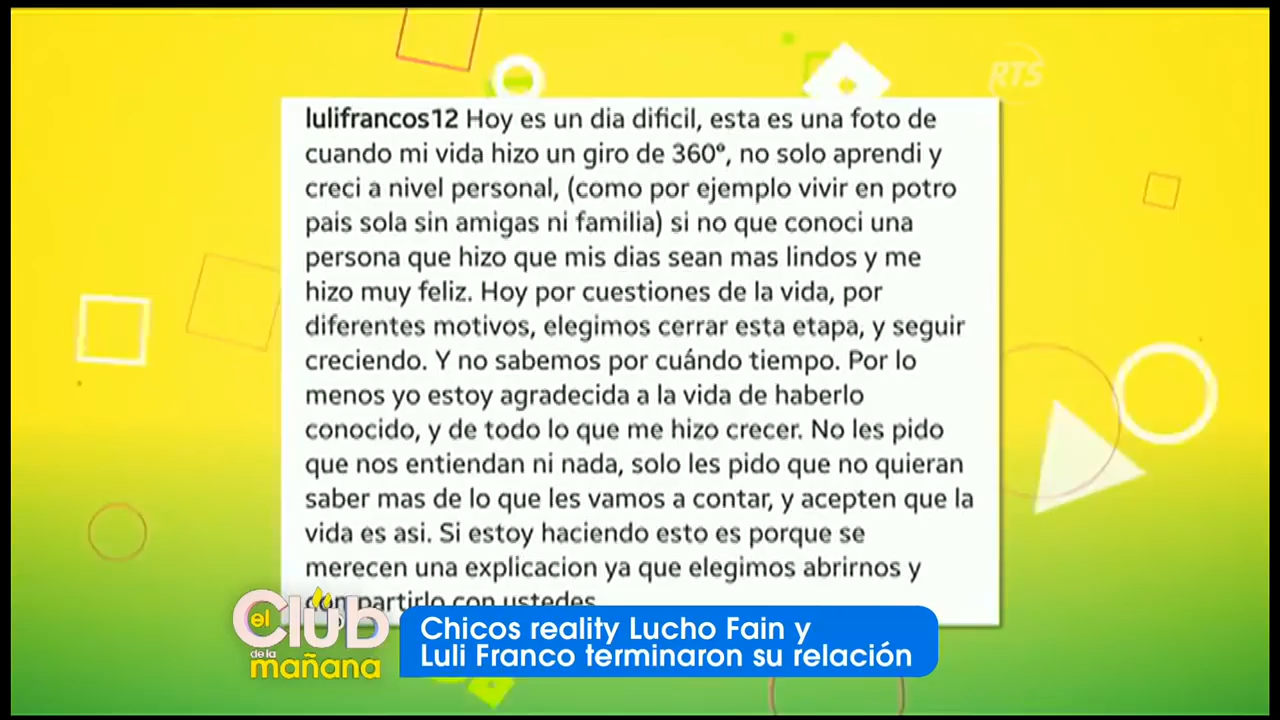 RTS
lulifrancos12 Hoy es un dia dificil, esta es una foto de
cuando mi vida hizo un giro de 360°, no solo aprendi y
creci a nivel personal, (como por ejemplo vivir en potro
pais sola sin amigas ni familia) si no que conoci una
persona que hizo que mis dias sean mas lindos y me
hizo muy feliz. Hoy por cuestiones de la vida, por
diferentes motivos, elegimos cerrar esta etapa, y seguir
creciendo. Y no sabemos por cuándo tiempo. Por lo
menos yo estoy agradecida a la vida de haberlo
conocido, y de todo lo que me hizo crecer. No les pido
que nos entiendan ni nada, solo les pido que no quieran
saber mas de lo que les vamos a contar, y acepten que la
vida es asi. Si estoy haciendo esto es porque se
merecen una explicacion ya que elegimos abrirnos y
compartirlo con ustedes.
el Club
de la
mañana
Chicos reality Lucho Fain y
Luli Franco terminaron su relación